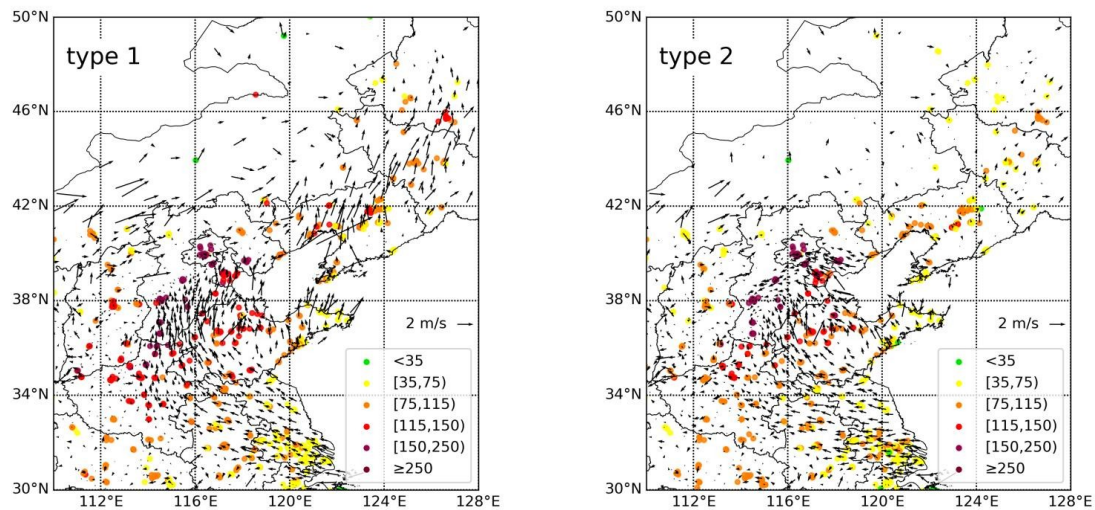 type 1
50°N
46°N
42°N
38°N
34°N
30°N
112°E
116°E
120°E
124°E
128°E
2 m/s
<35
[35,75)
[75,115)
[115,150)
[150,250)
≥250
type 2
50°N
46°N
42°N
38°N
34°N
30°N
112°E
116°E
120°E
124°E
128°E
2 m/s
<35
[35,75)
[75,115)
[115,150)
[150,250)
≥250